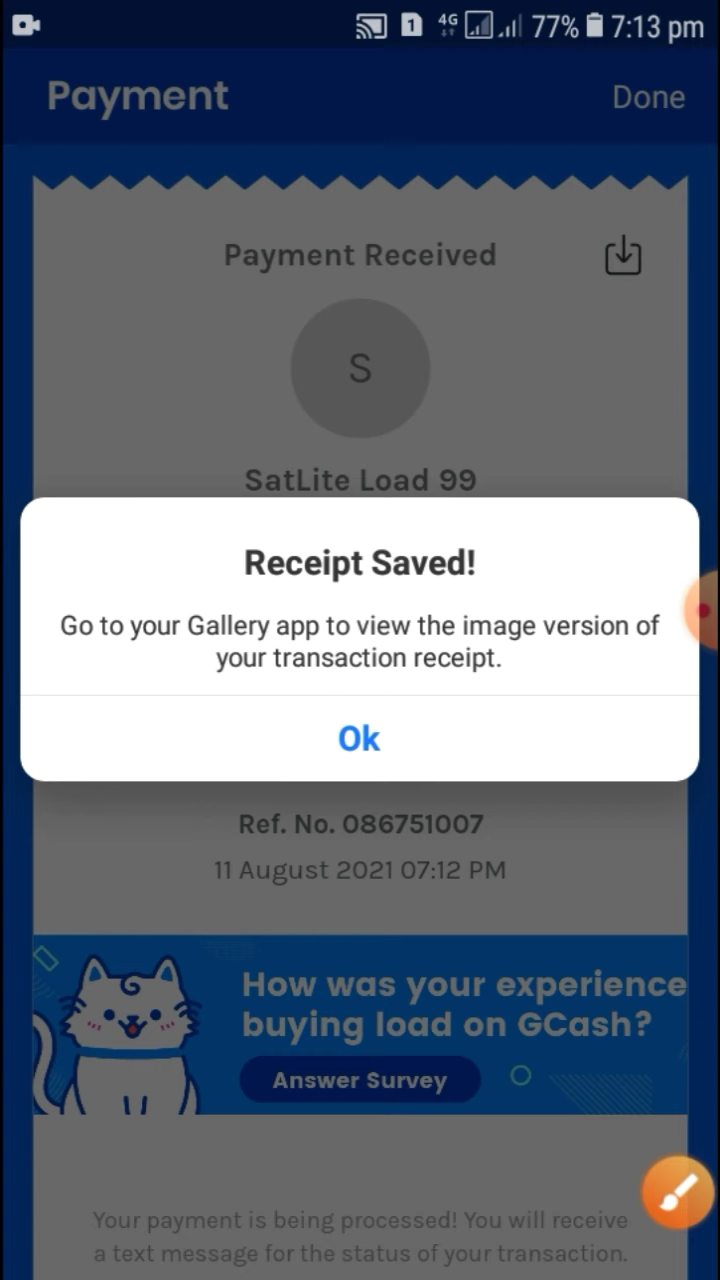 1 4G 77% 7:13 pm
Payment
Done
Payment Received
S
SatLite Load 99
Receipt Saved!
Go to your Gallery app to view the image version of
your transaction receipt.
Ok
Ref. No. 086751007
11 August 2021 07:12 PM
How was your experience
buying load on GCash?
Answer Survey
Your payment is being processed! You will receive
a text message for the status of your transaction.